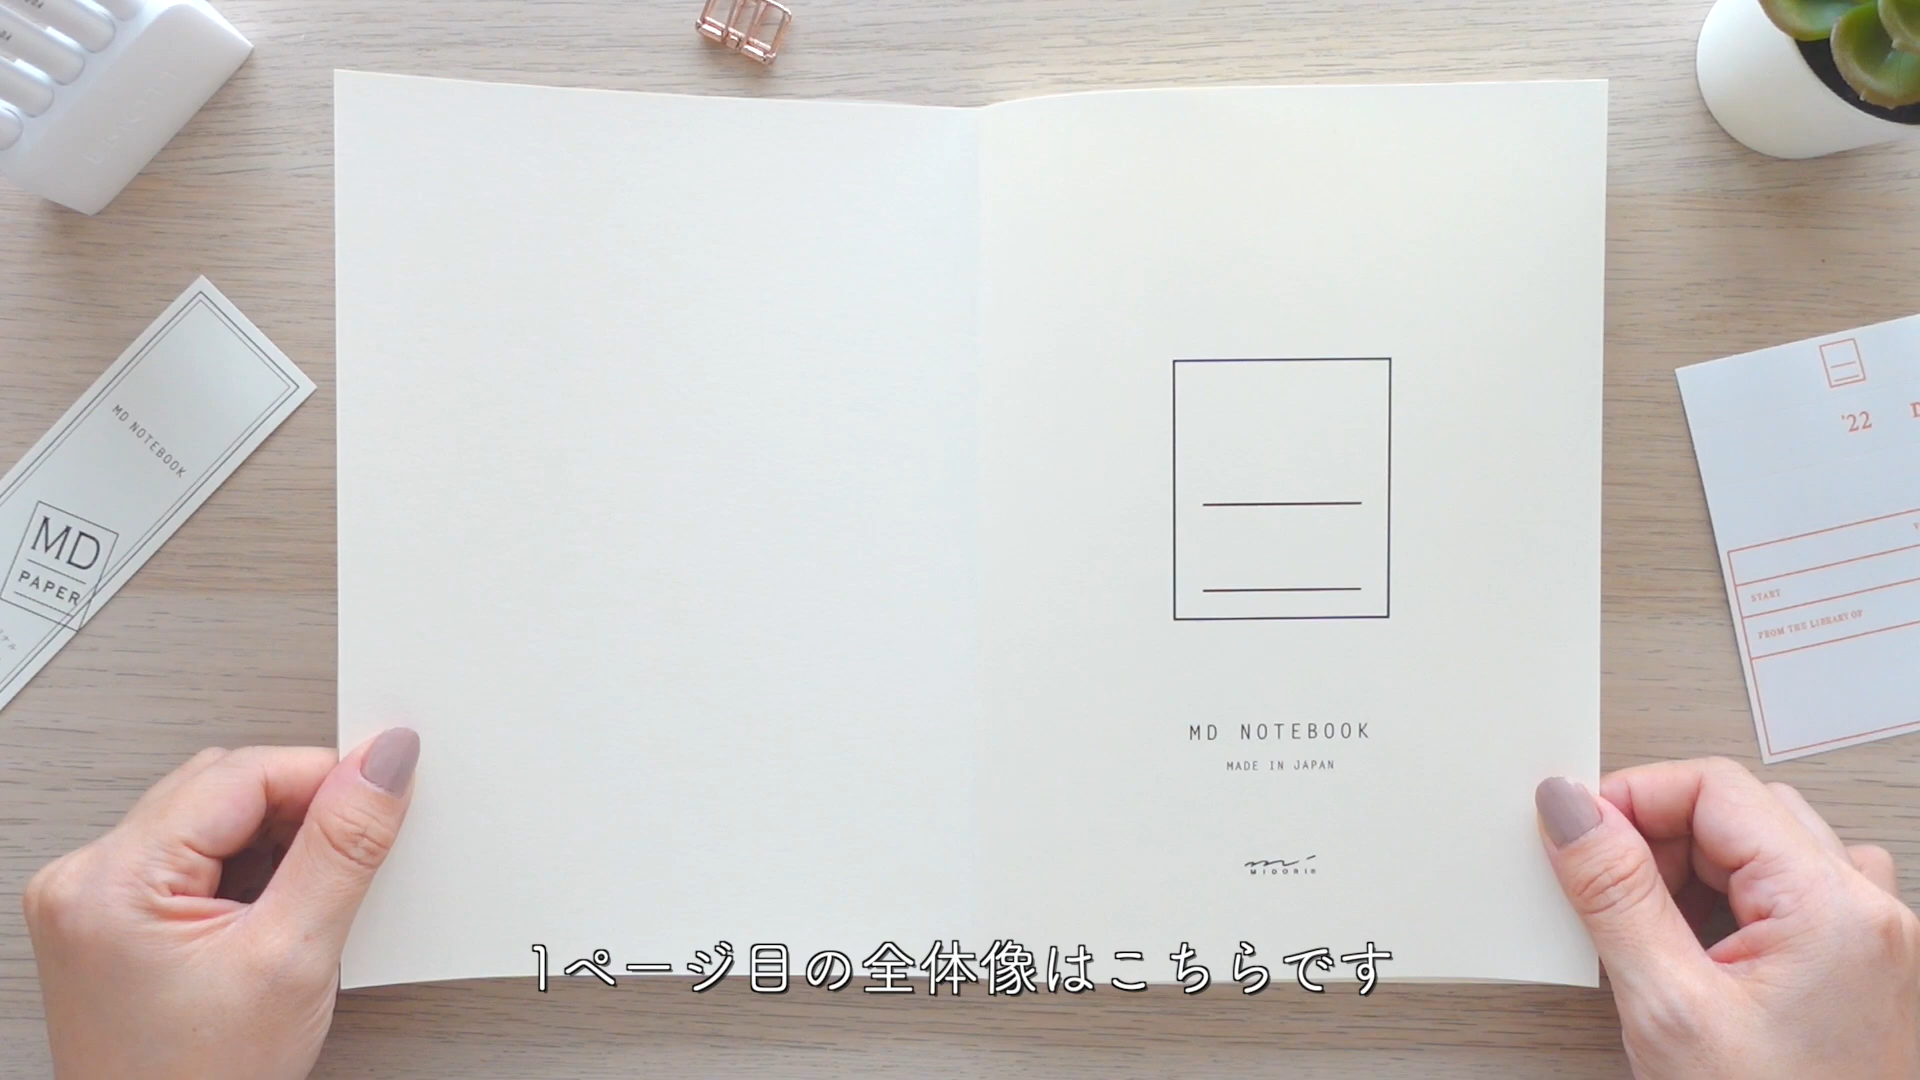 MD NOTEBOOK
MD
PAPER
MD NOTEBOOK
MADE IN JAPAN
MIDORI
'22
START
FROM THE LIBRARY OF
1ページ目の全体像はこちらです